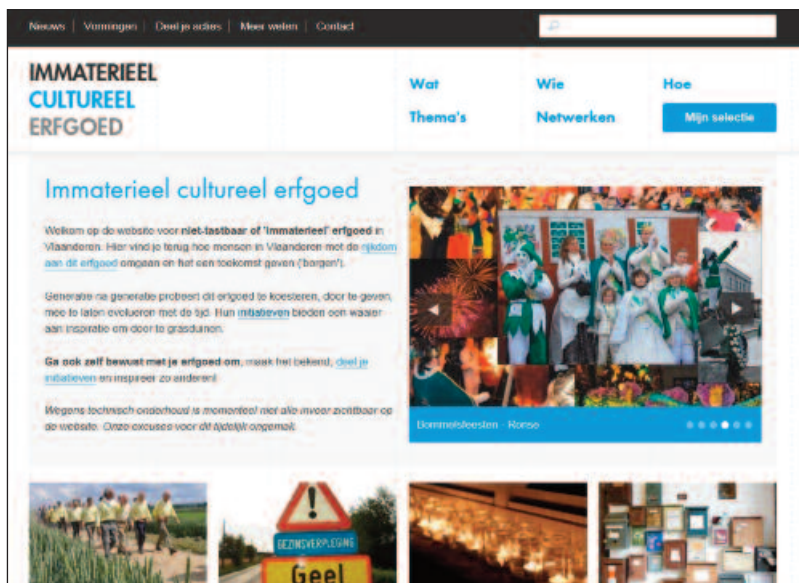 Nieuws | Vormingen | Deel je acties | Meer weten | Contact
IMMATERIEEL
CULTUREEL
ERFGOED
Wat Wie Hoe
Thema's Netwerken Mijn selectie
Immaterieel cultureel erfgoed
Welkom op de website voor niet-tastbaar of 'immaterieel' erfgoed in
Vlaanderen. Hier vind je terug hoe mensen in Vlaanderen met de rijkdom
aan dit erfgoed omgaan en het een toekomst geven ('borgen').
Generatie na generatie probeert dit erfgoed te koesteren, door te geven,
mee te laten evolueren met de tijd. Hun initiatieven bieden een waaier
aan inspiratie om door te grasduinen.
Ga ook zelf bewust met je erfgoed om, maak het bekend, deel je
initiatieven en inspireer zo anderen!
Wegens technisch onderhoud is momenteel niet alle invoer zichtbaar op
de website. Onze excuses voor dit tijdelijk ongemak.
Bommelsfeesten - Ronse
GEZINSVERPLEGING
Geel